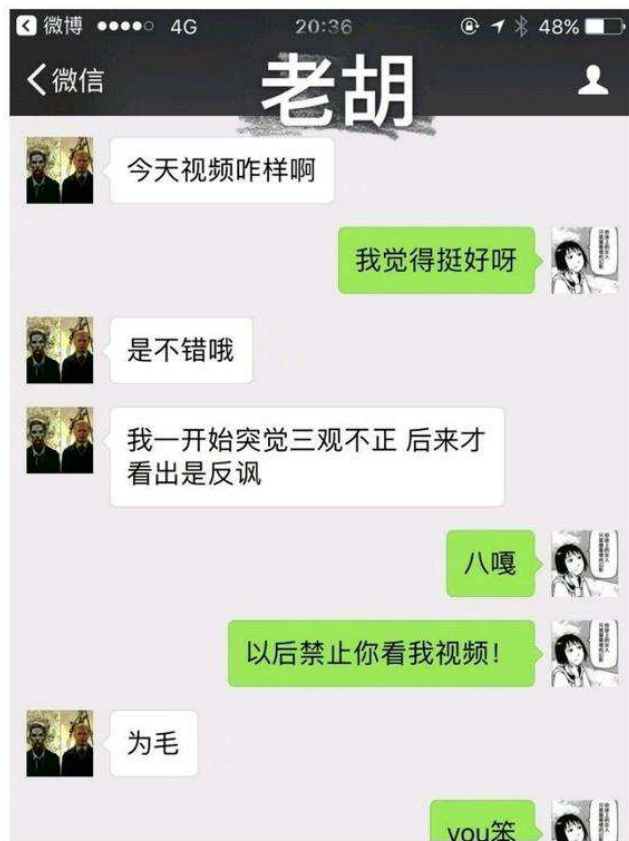 微博 4G 20:36 48%
微信
老胡
今天视频咋样啊
我觉得挺好呀
是不错哦
我一开始突觉三观不正 后来才
看出是反讽
八嘎
以后禁止你看我视频!
为毛
you笨